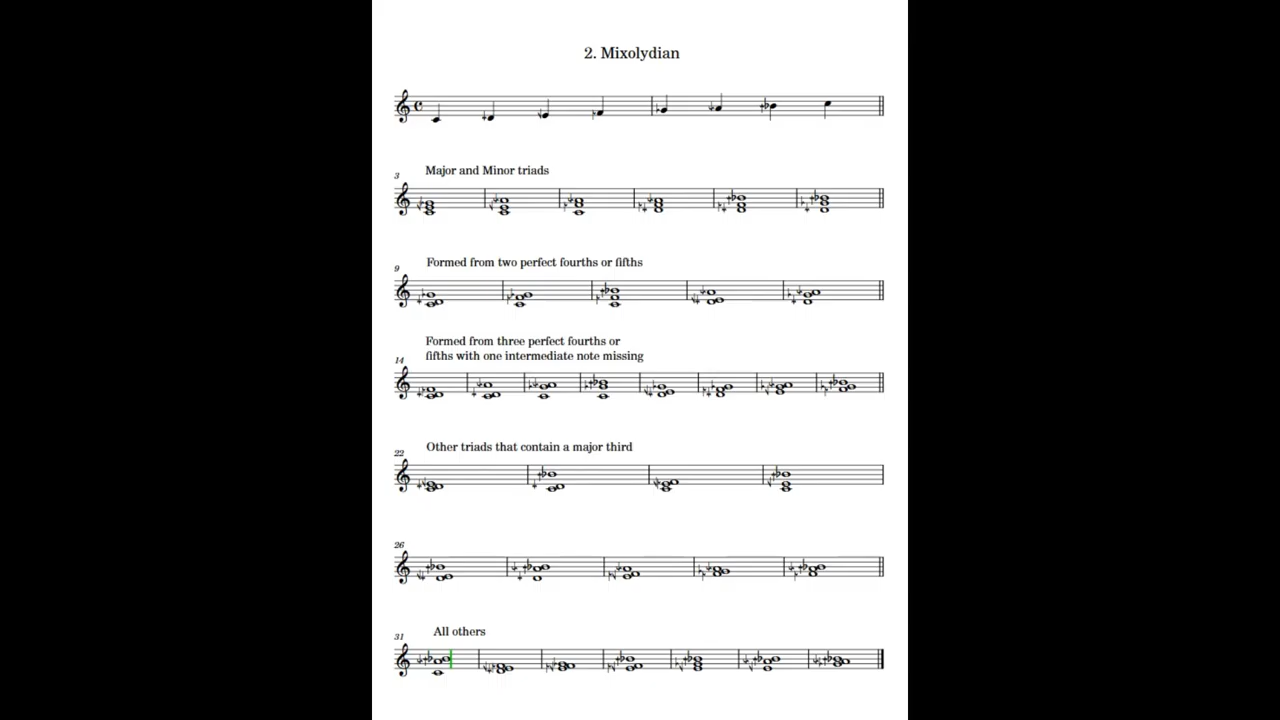 2. Mixolydian
Major and Minor triads
3
Formed from two perfect fourths or fifths
9
Formed from three perfect fourths or
fifths with one intermediate note missing
14
Other triads that contain a major third
22
26
All others
31